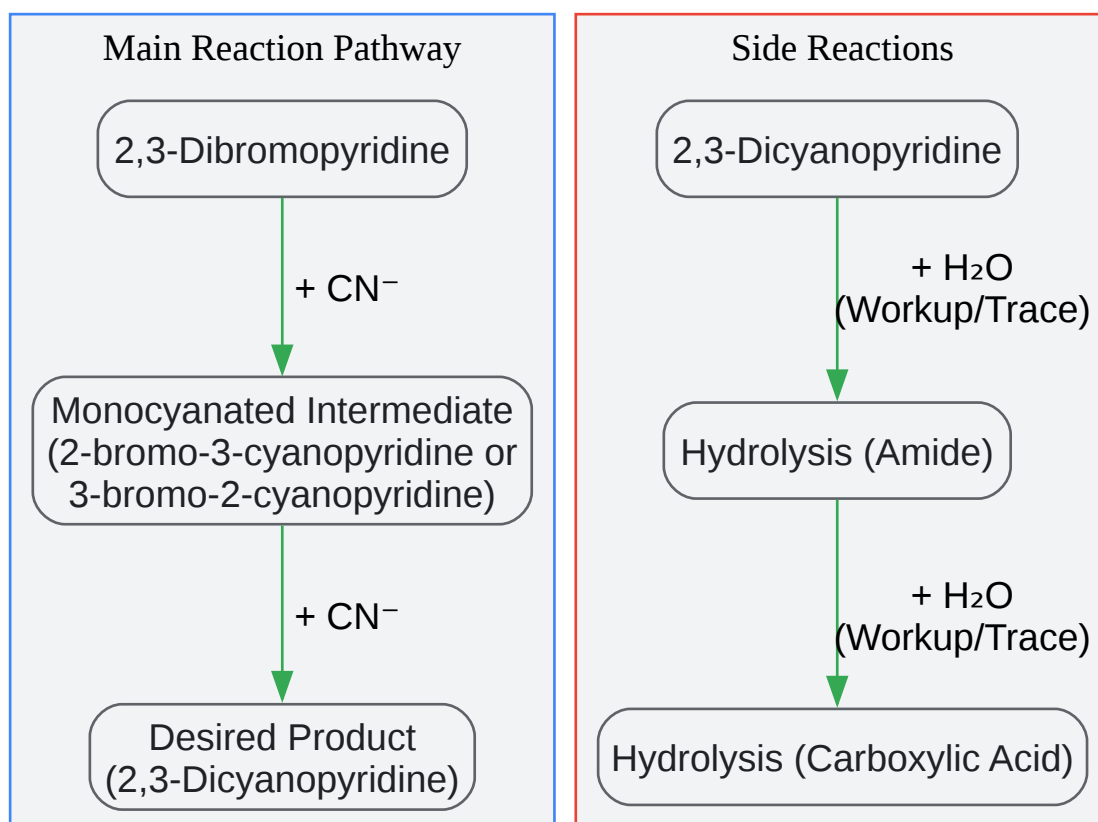 Main Reaction Pathway
2,3-Dibromopyridine
+ CN⁻
Monocyanated Intermediate
(2-bromo-3-cyanopyridine or
3-bromo-2-cyanopyridine)
+ CN⁻
Desired Product
(2,3-Dicyanopyridine)
Side Reactions
2,3-Dicyanopyridine
+ H₂O
(Workup/Trace)
Hydrolysis (Amide)
+ H₂O
(Workup/Trace)
Hydrolysis (Carboxylic Acid)